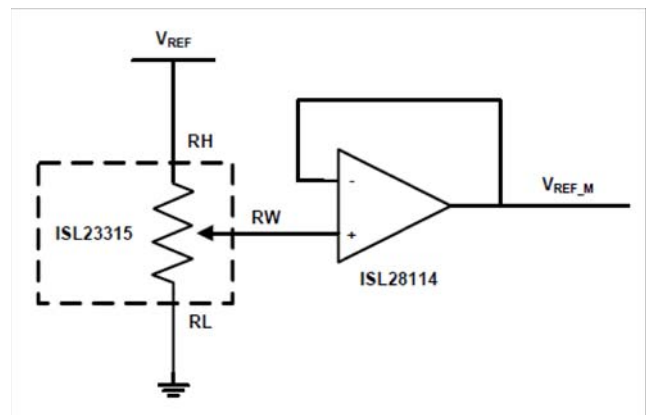 VREF
RH
ISL23315
RW
RL
-
+
ISL28114
VREF_M